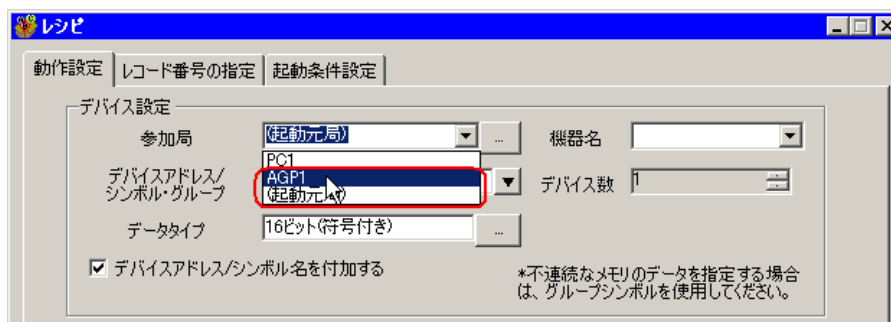 レシピ
動作設定 レコード番号の指定 起動条件設定
デバイス設定
参加局 (起動元局) ... 機器名
PC1
AGP1
デバイスアドレス/
シンボル・グループ
(起動元局)
デバイス数 1
データタイプ 16ビット(符号付き) ...
デバイスアドレス/シンボル名を付加する
*不連続なメモリのデータを指定する場合
は、グループシンボルを使用してください。